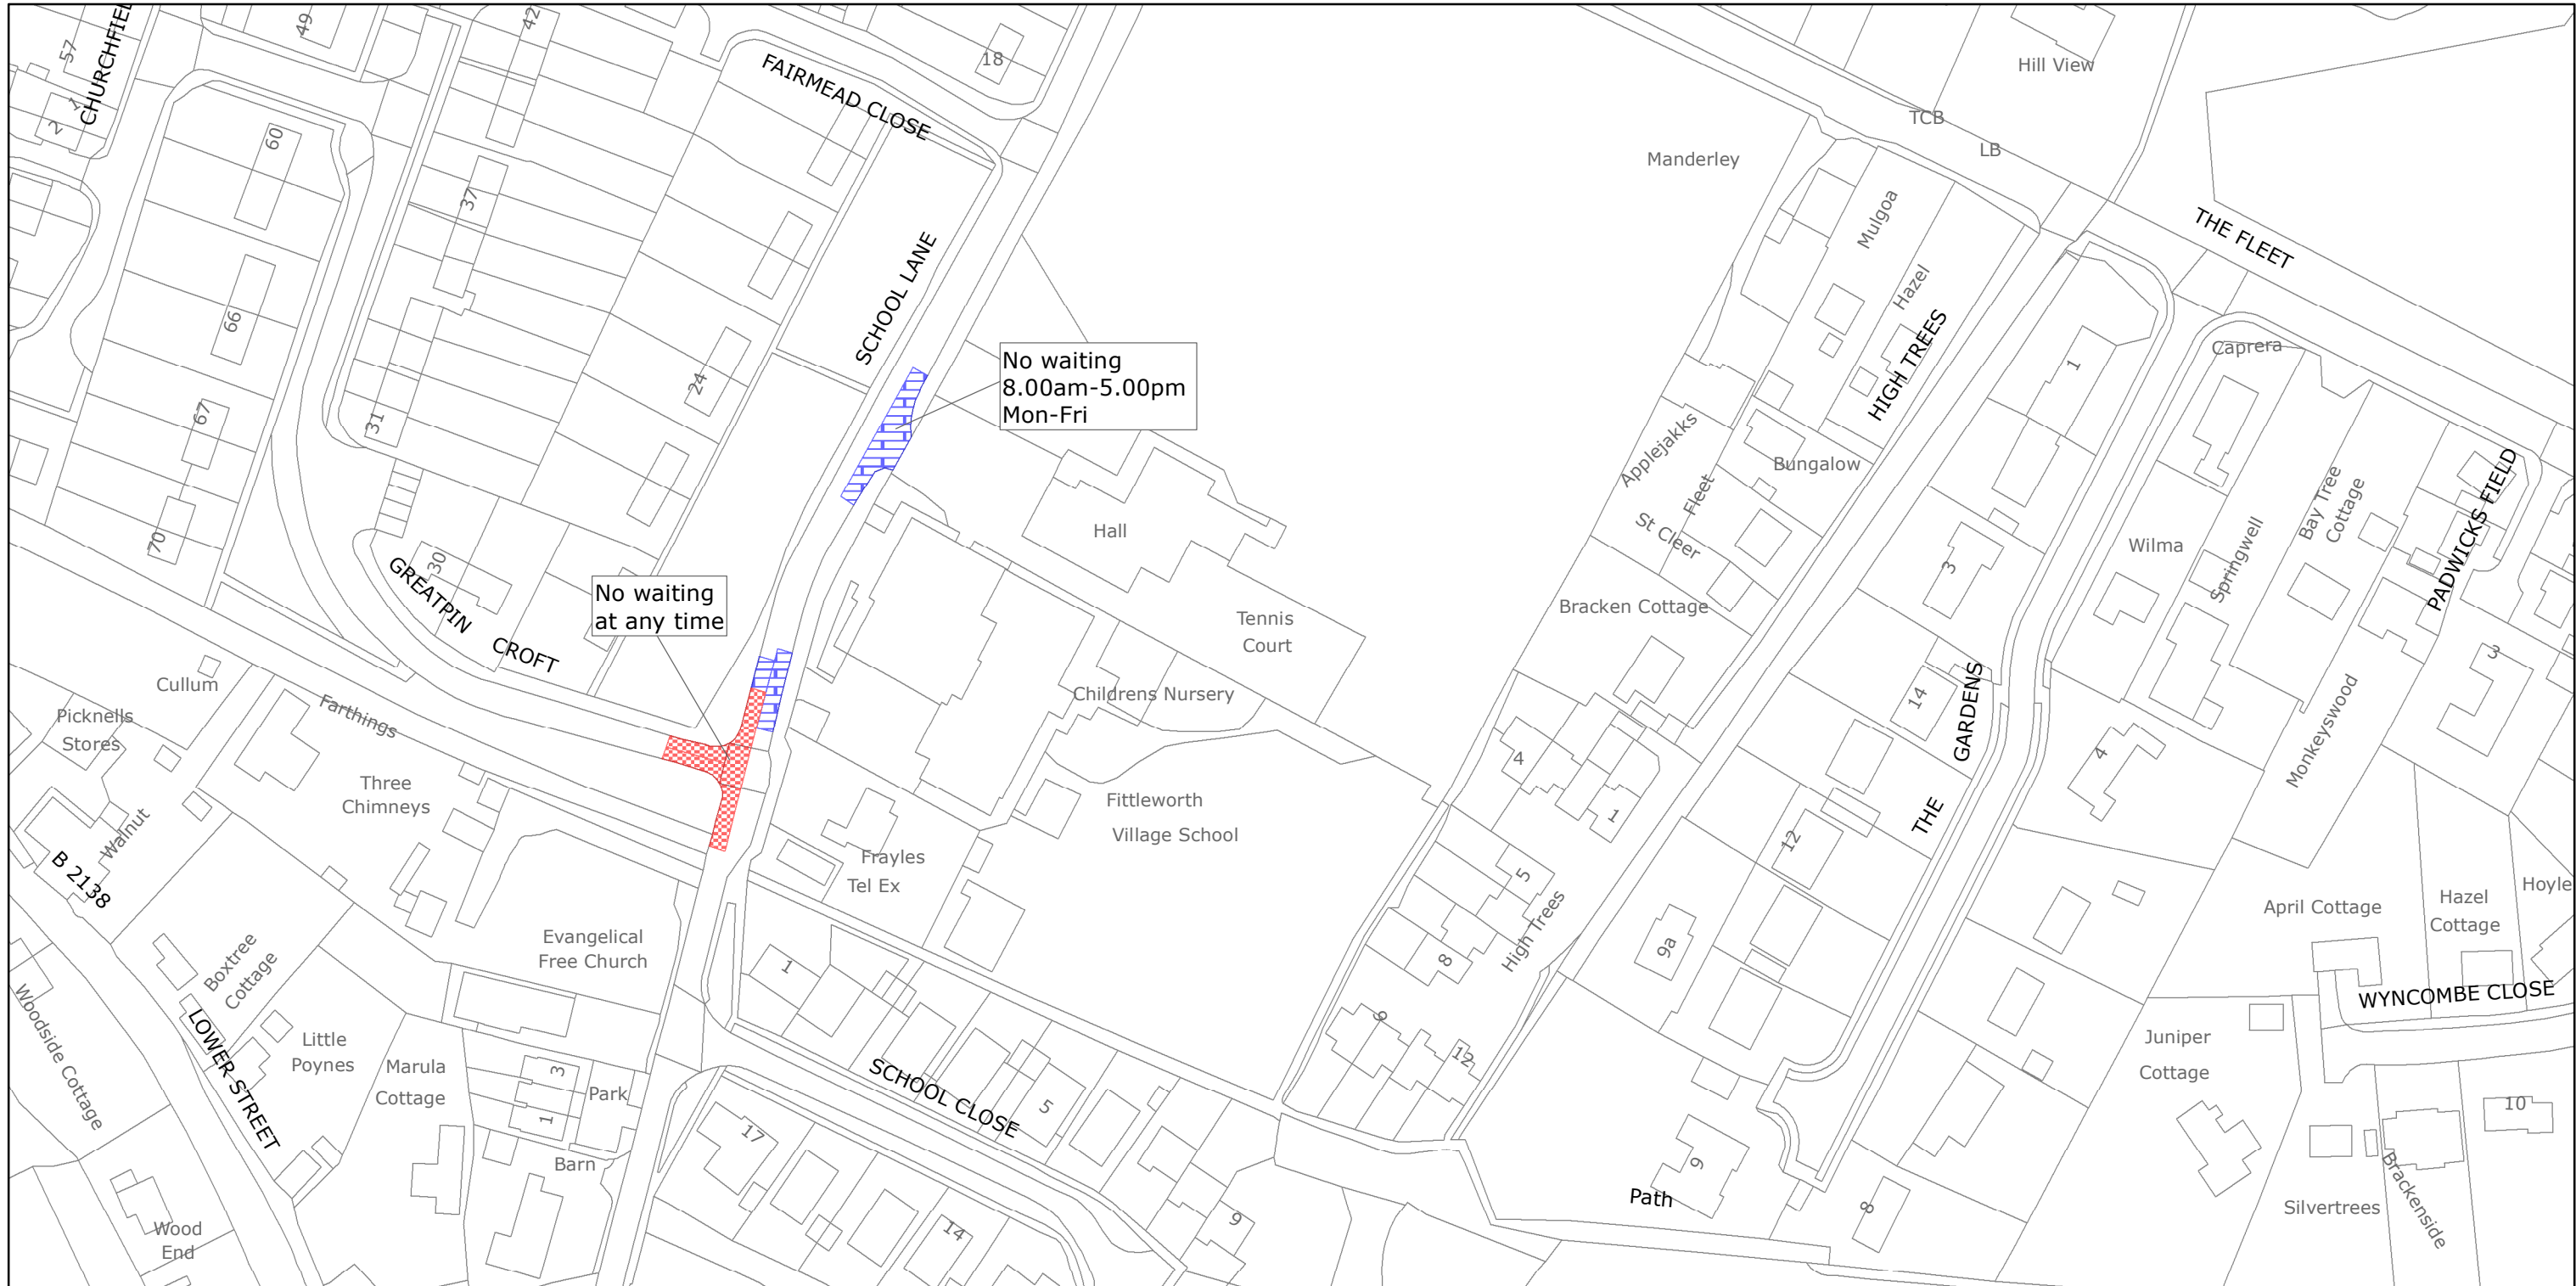 57
CHURCHFIEL
49
42
18
FAIRMEAD CLOSE
Hill View
TCB
LB
1
2
60
37
Manderley
Mulgoa
THE FLEET
SCHOOL LANE
Hazel
HIGH TREES
66
24
No waiting
8.00am-5.00pm
Mon-Fri
1
Caprera
67
31
Applejakks
Fleet
Bungalow
St Cleer
Bay Tree
Cottage
PADWICKS FIELD
70
30
Hall
Wilma
Springwell
3
GREATPIN
CROFT
No waiting
at any time
Bracken Cottage
Tennis
Court
Cullum
Farthings
Picknells
Stores
Childrens Nursery
14
GARDENS
3
Monkeyswood
Three
Chimneys
4
4
Fittleworth
Village School
1
THE
12
Walnut
B 2138
Frayles
Tel Ex
5
High Trees
April Cottage
Hazel
Cottage
Hoyle
Evangelical
Free Church
1
8
9a
Boxtree
Cottage
WYNCOMBE CLOSE
Woodside Cottage
LOWER STREET
Little
Poynes
Marula
Cottage
9
12
Juniper
Cottage
3
1
Park
SCHOOL CLOSE
5
10
17
Barn
9
Path
8
Silvertrees
Brackenside
Wood
End
14
9